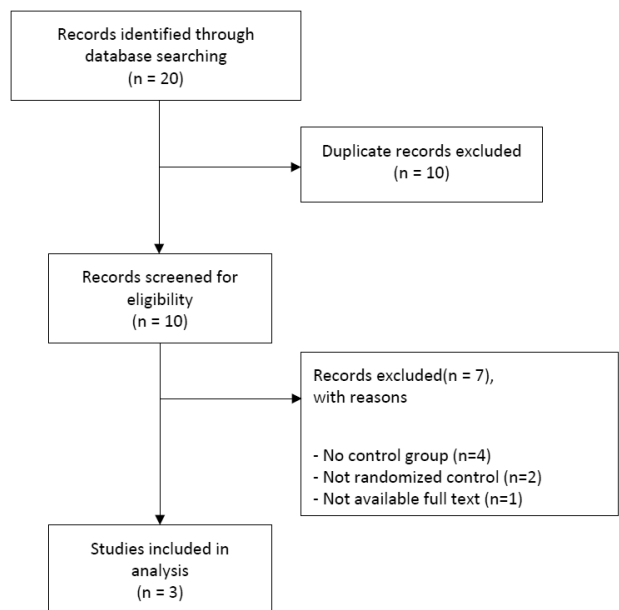 Records identified through
database searching
(n = 20)
Duplicate records excluded
(n = 10)
Records screened for
eligibility
(n = 10)
Records excluded(n = 7),
with reasons
- No control group (n=4)
- Not randomized control (n=2)
- Not available full text (n=1)
Studies included in
analysis
(n = 3)